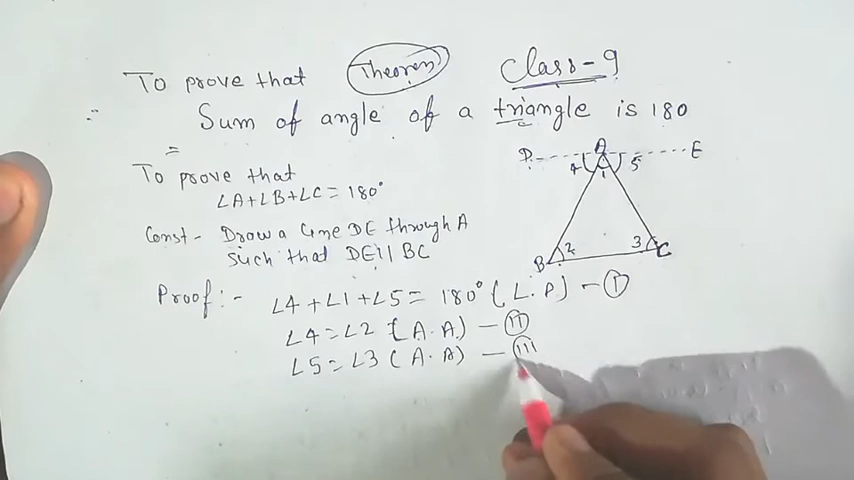 To prove that Theorem Class-9
∴ Sum of angle of a triangle is 180
=
To prove that
∠A+∠B+∠C=180°
Const- Draw a line DE through A
such that DE||BC
Proof:- ∠4+∠1+∠5=180° (L.P) - (I)
∠4=∠2 (A.A) - (II)
∠5=∠3 (A.A) - (III)
D A E
4 1 5
B 2 3 C